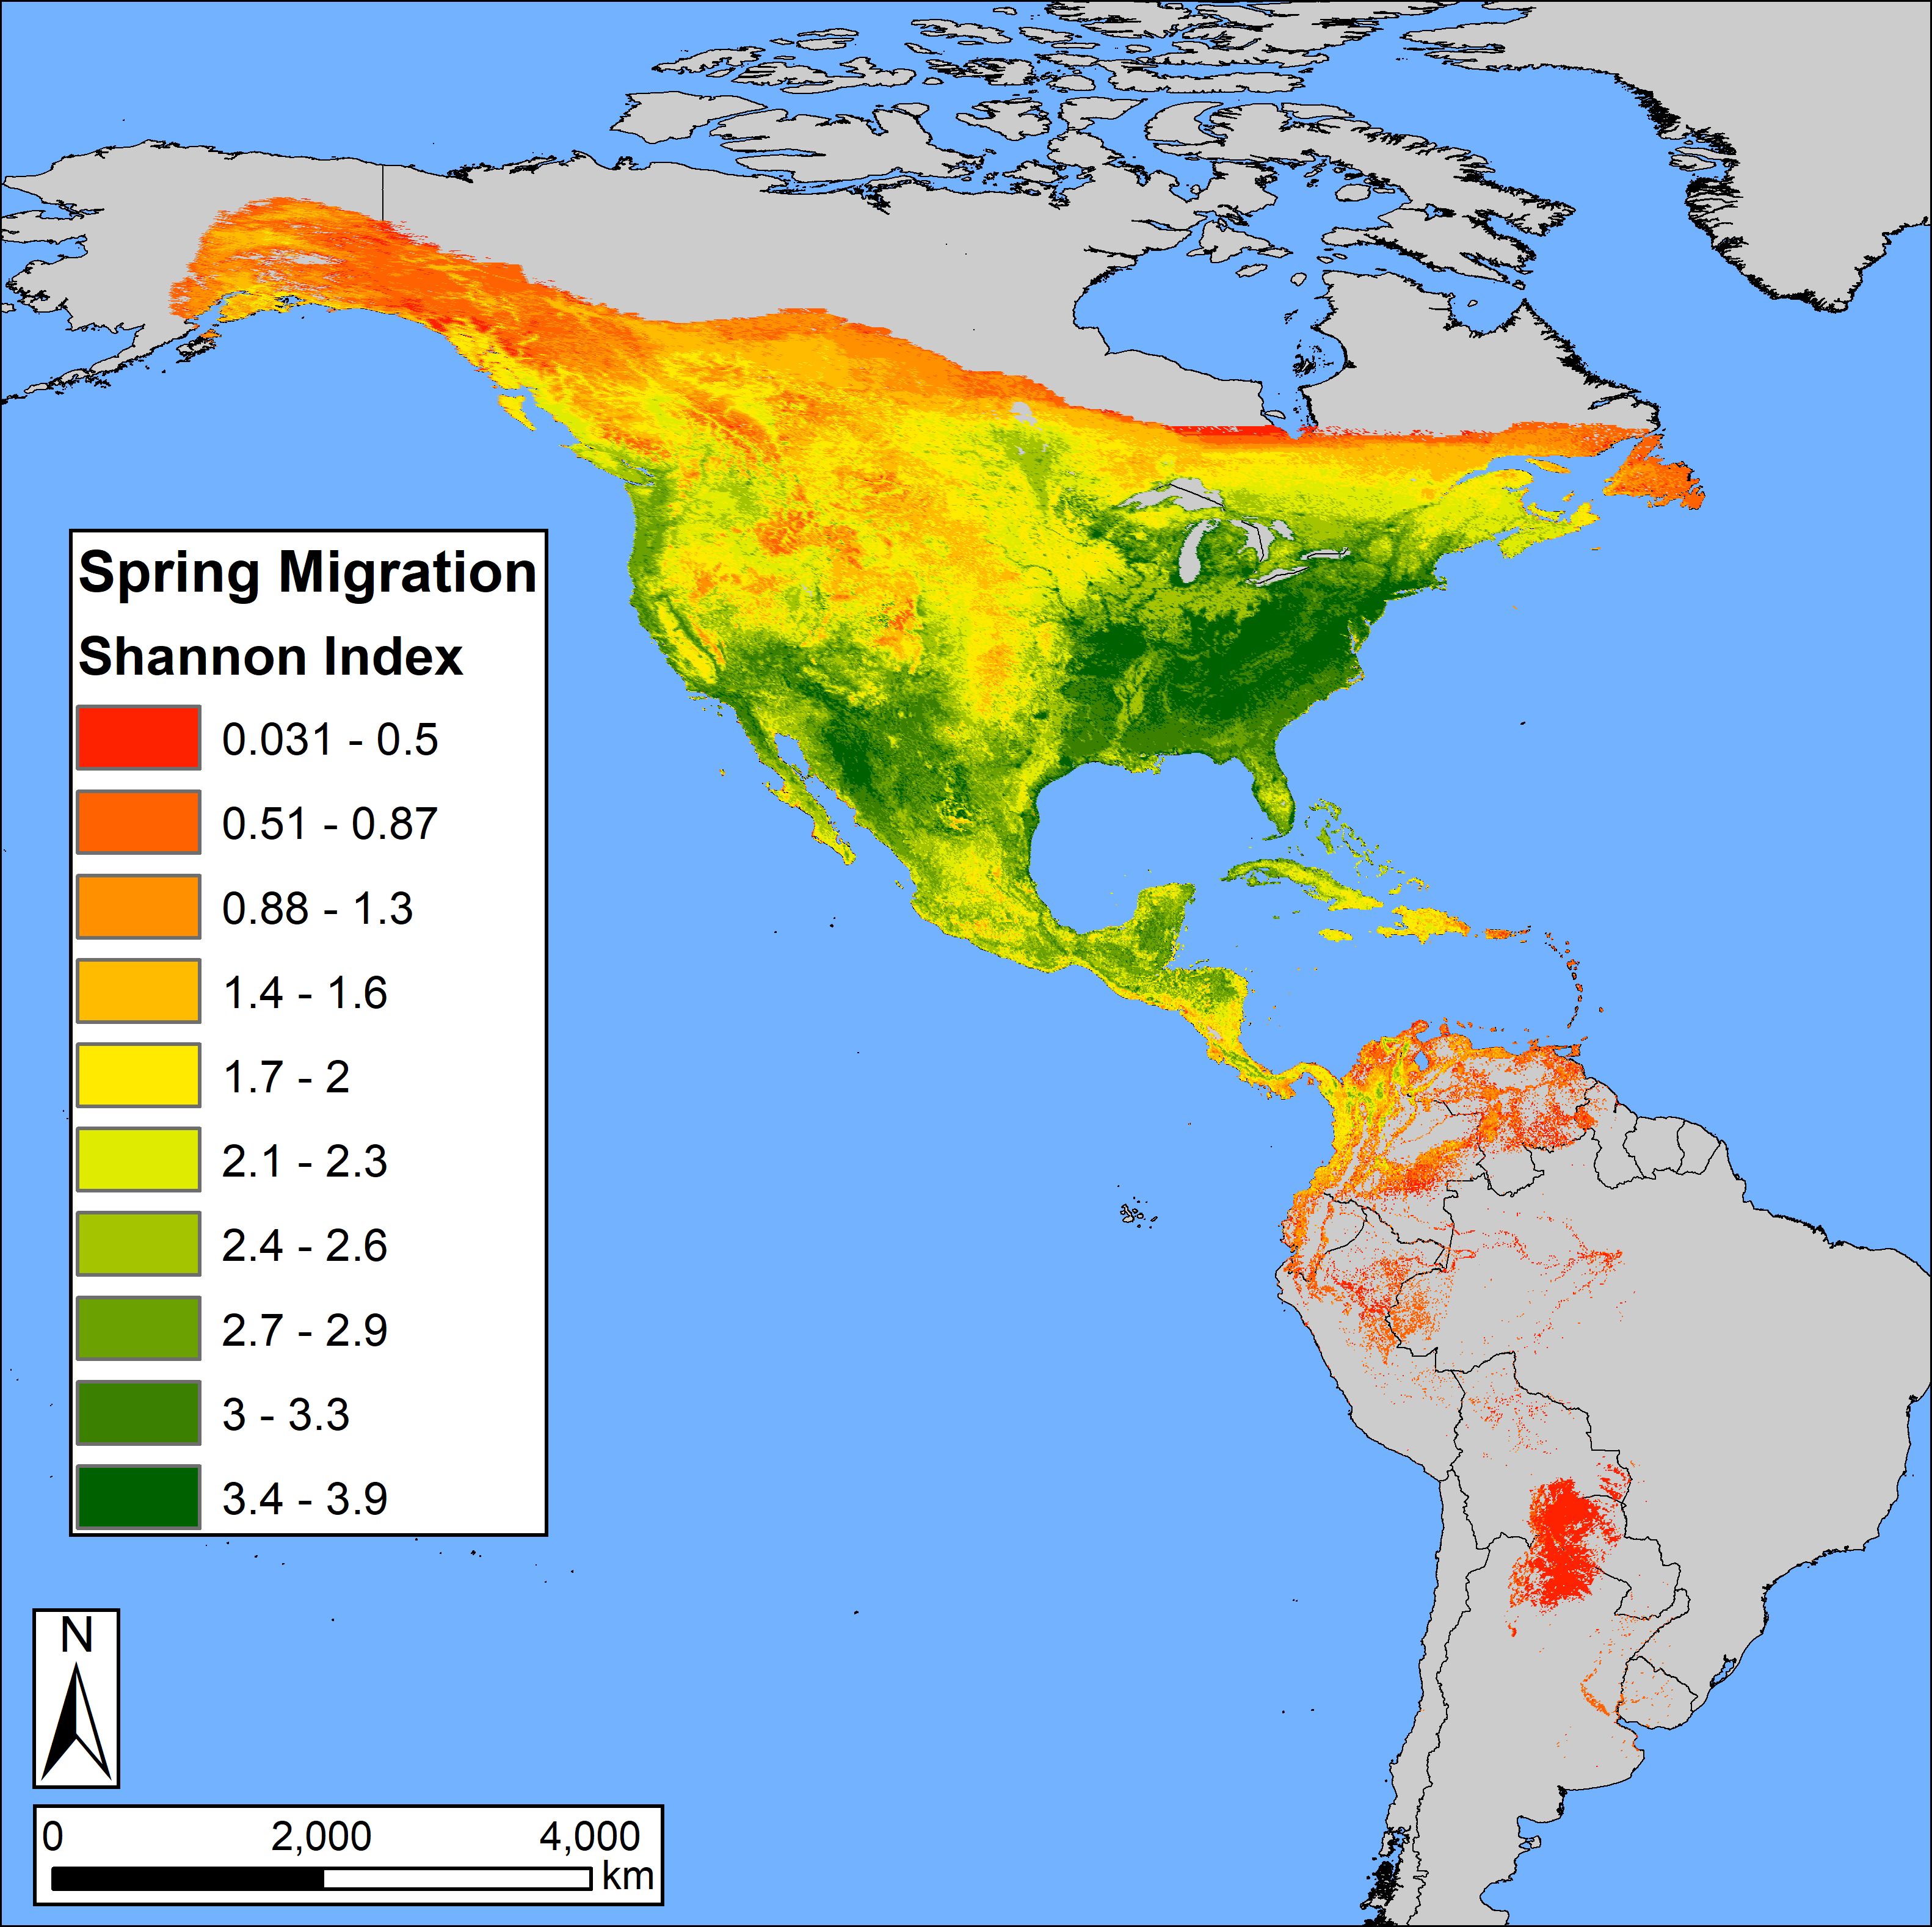 Spring Migration
Shannon Index
0.031 - 0.5
0.51 - 0.87
0.88 - 1.3
1.4 - 1.6
1.7 - 2
2.1 - 2.3
2.4 - 2.6
2.7 - 2.9
3 - 3.3
3.4 - 3.9
N
0 2,000 4,000
km